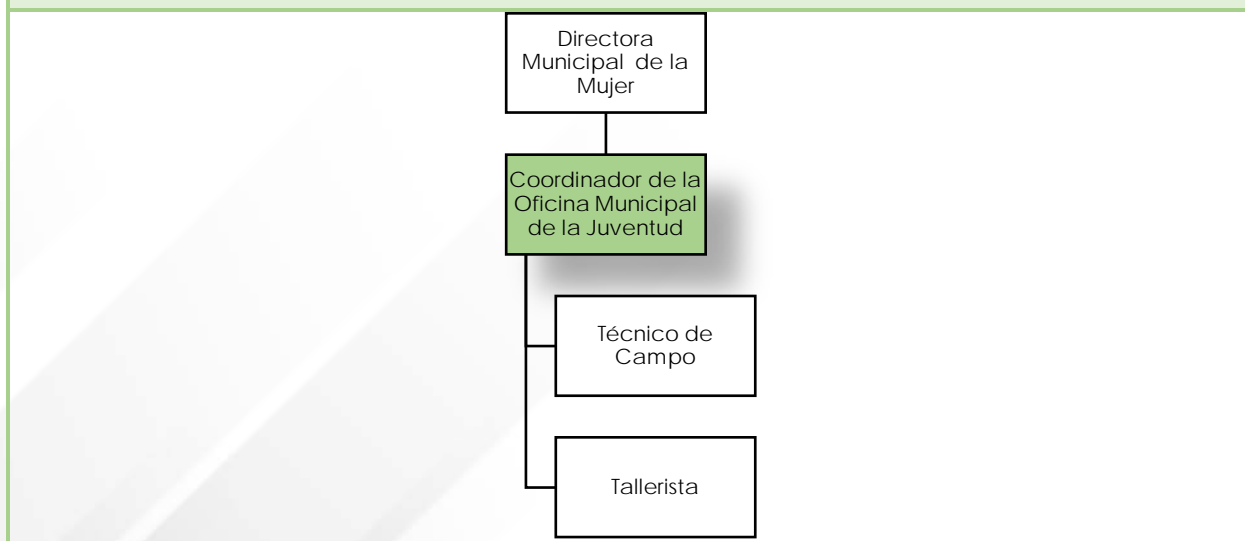 Directora
Municipal de la
Mujer
Coordinador de la
Oficina Municipal
de la Juventud
Técnico de
Campo
Tallerista